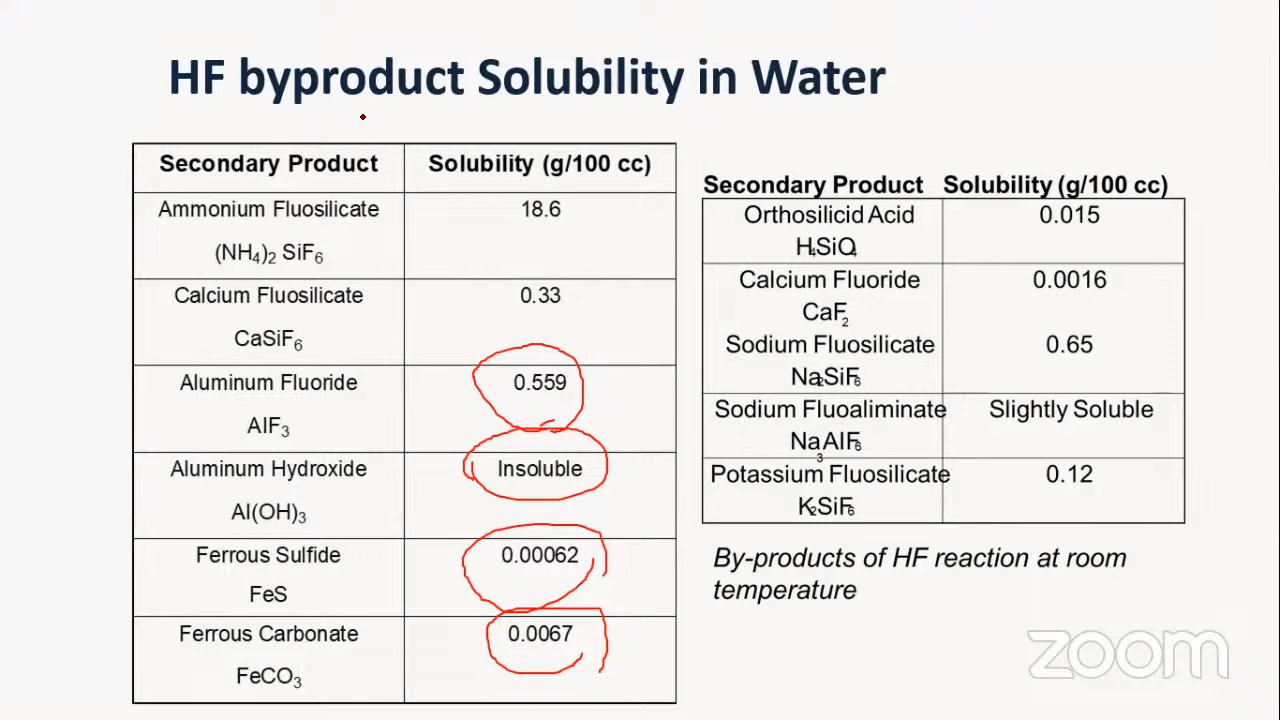 HF byproduct Solubility in Water
Secondary Product Solubility (g/100 cc)
Ammonium Fluosilicate 18.6
(NH₄)₂ SiF₆
Calcium Fluosilicate 0.33
CaSiF₆
Aluminum Fluoride 0.559
AlF₃
Aluminum Hydroxide Insoluble
Al(OH)₃
Ferrous Sulfide 0.00062
FeS
Ferrous Carbonate 0.0067
FeCO₃
Secondary Product Solubility (g/100 cc)
Orthosilicid Acid 0.015
H₄SiO₄
Calcium Fluoride 0.0016
CaF₂
Sodium Fluosilicate 0.65
Na₂SiF₆
Sodium Fluoaliminate Slightly Soluble
Na₃AlF₆
Potassium Fluosilicate 0.12
K₂SiF₆
By-products of HF reaction at room
temperature
zoom